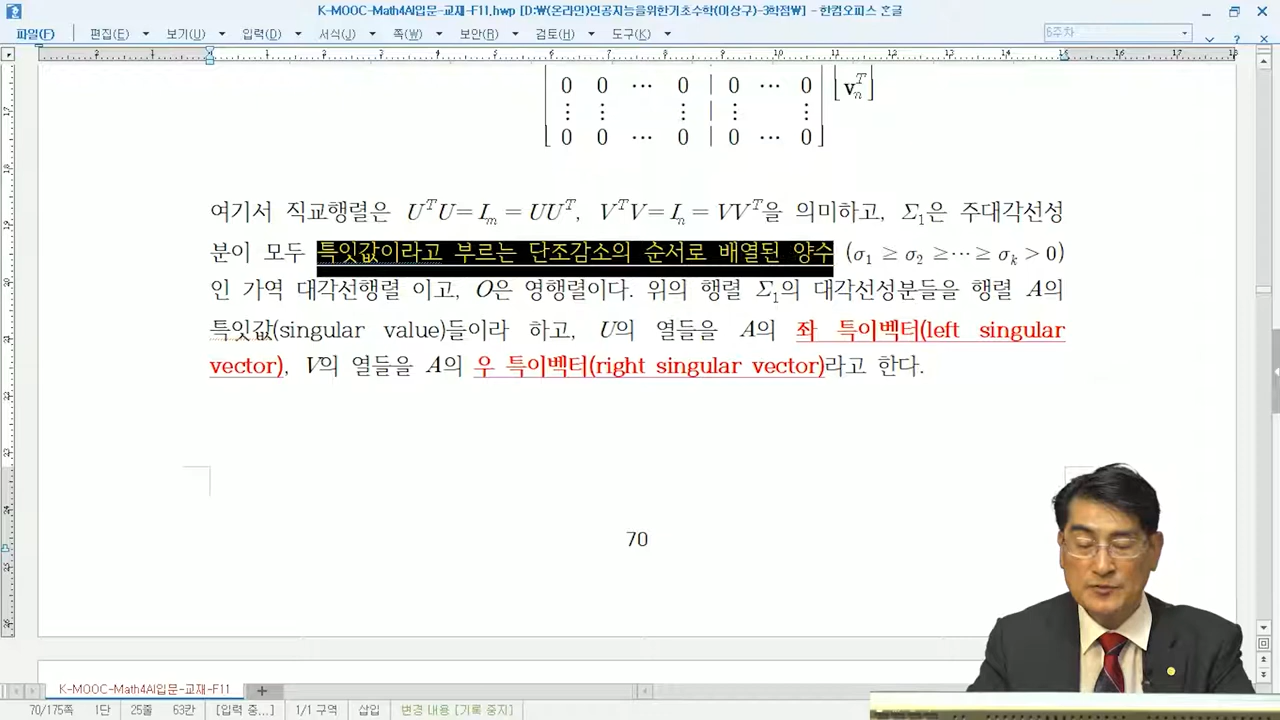 K-MOOC-Math4AI입문-교재-F11.hwp [D:₩(온라인)인공지능을위한기초수학(이상구)-3학점₩] - 한컴오피스 한글
파일(F) 편집(E) 보기(U) 입력(D) 서식(J) 쪽(W) 보안(B) 검토(H) 도구(K) 6주차
0 0 ⋯ 0 | 0 ⋯ 0 v_n^T
⋮ ⋮ ⋮ | ⋮ ⋮
0 0 ⋯ 0 | 0 ⋯ 0
여기서 직교행렬은 U^T U= I_m = UU^T, V^T V= I_n = VV^T을 의미하고, Σ_1은 주대각선성
분이 모두 특잇값이라고 부르는 단조감소의 순서로 배열된 양수 (σ_1 ≥ σ_2 ≥⋯≥ σ_k > 0)
인 가역 대각선행렬 이고, O은 영행렬이다. 위의 행렬 Σ_1의 대각선성분들을 행렬 A의
특잇값(singular value)들이라 하고, U의 열들을 A의 좌 특이벡터(left singular
vector), V의 열들을 A의 우 특이벡터(right singular vector)라고 한다.
70
K-MOOC-Math4AI입문-교재-F11
70/175쪽 1단 25줄 63칸 [입력 중...] 1/1 구역 삽입 변경 내용 [기록 중지]